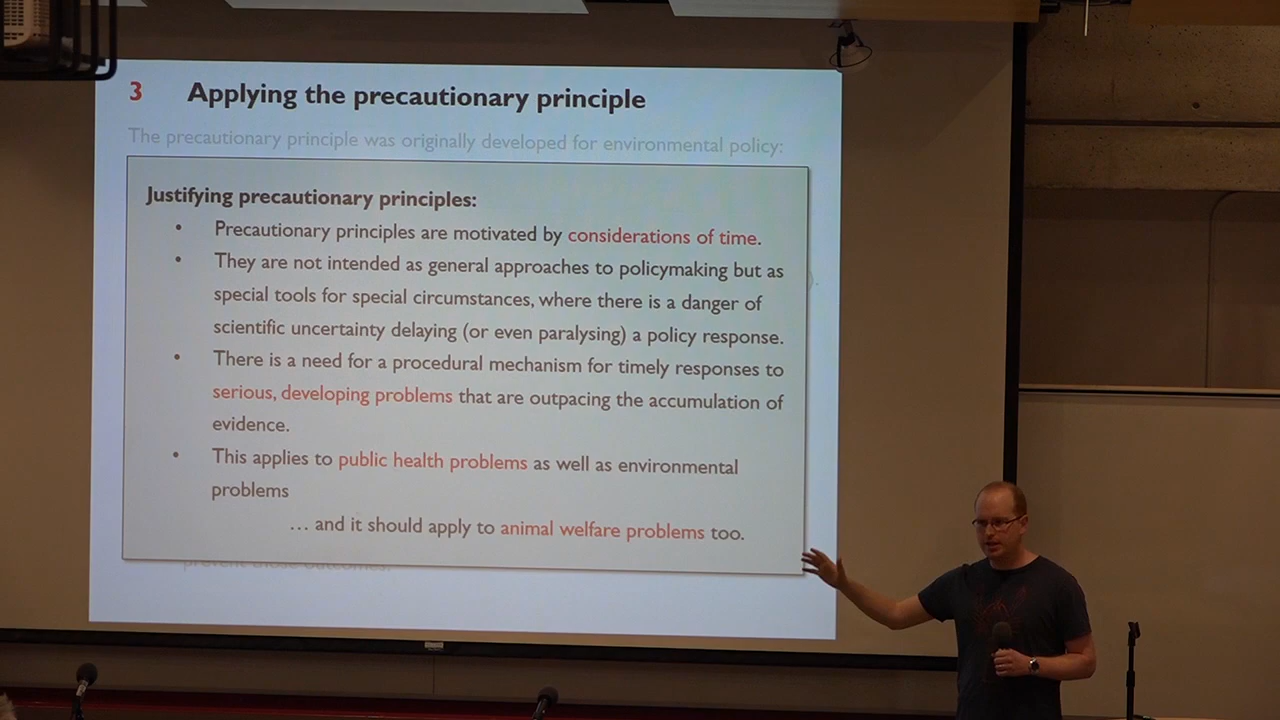 3 Applying the precautionary principle
The precautionary principle was originally developed for environmental policy:
Justifying precautionary principles:
• Precautionary principles are motivated by considerations of time.
• They are not intended as general approaches to policymaking but as
special tools for special circumstances, where there is a danger of
scientific uncertainty delaying (or even paralysing) a policy response.
• There is a need for a procedural mechanism for timely responses to
serious, developing problems that are outpacing the accumulation of
evidence.
• This applies to public health problems as well as environmental
problems
… and it should apply to animal welfare problems too.